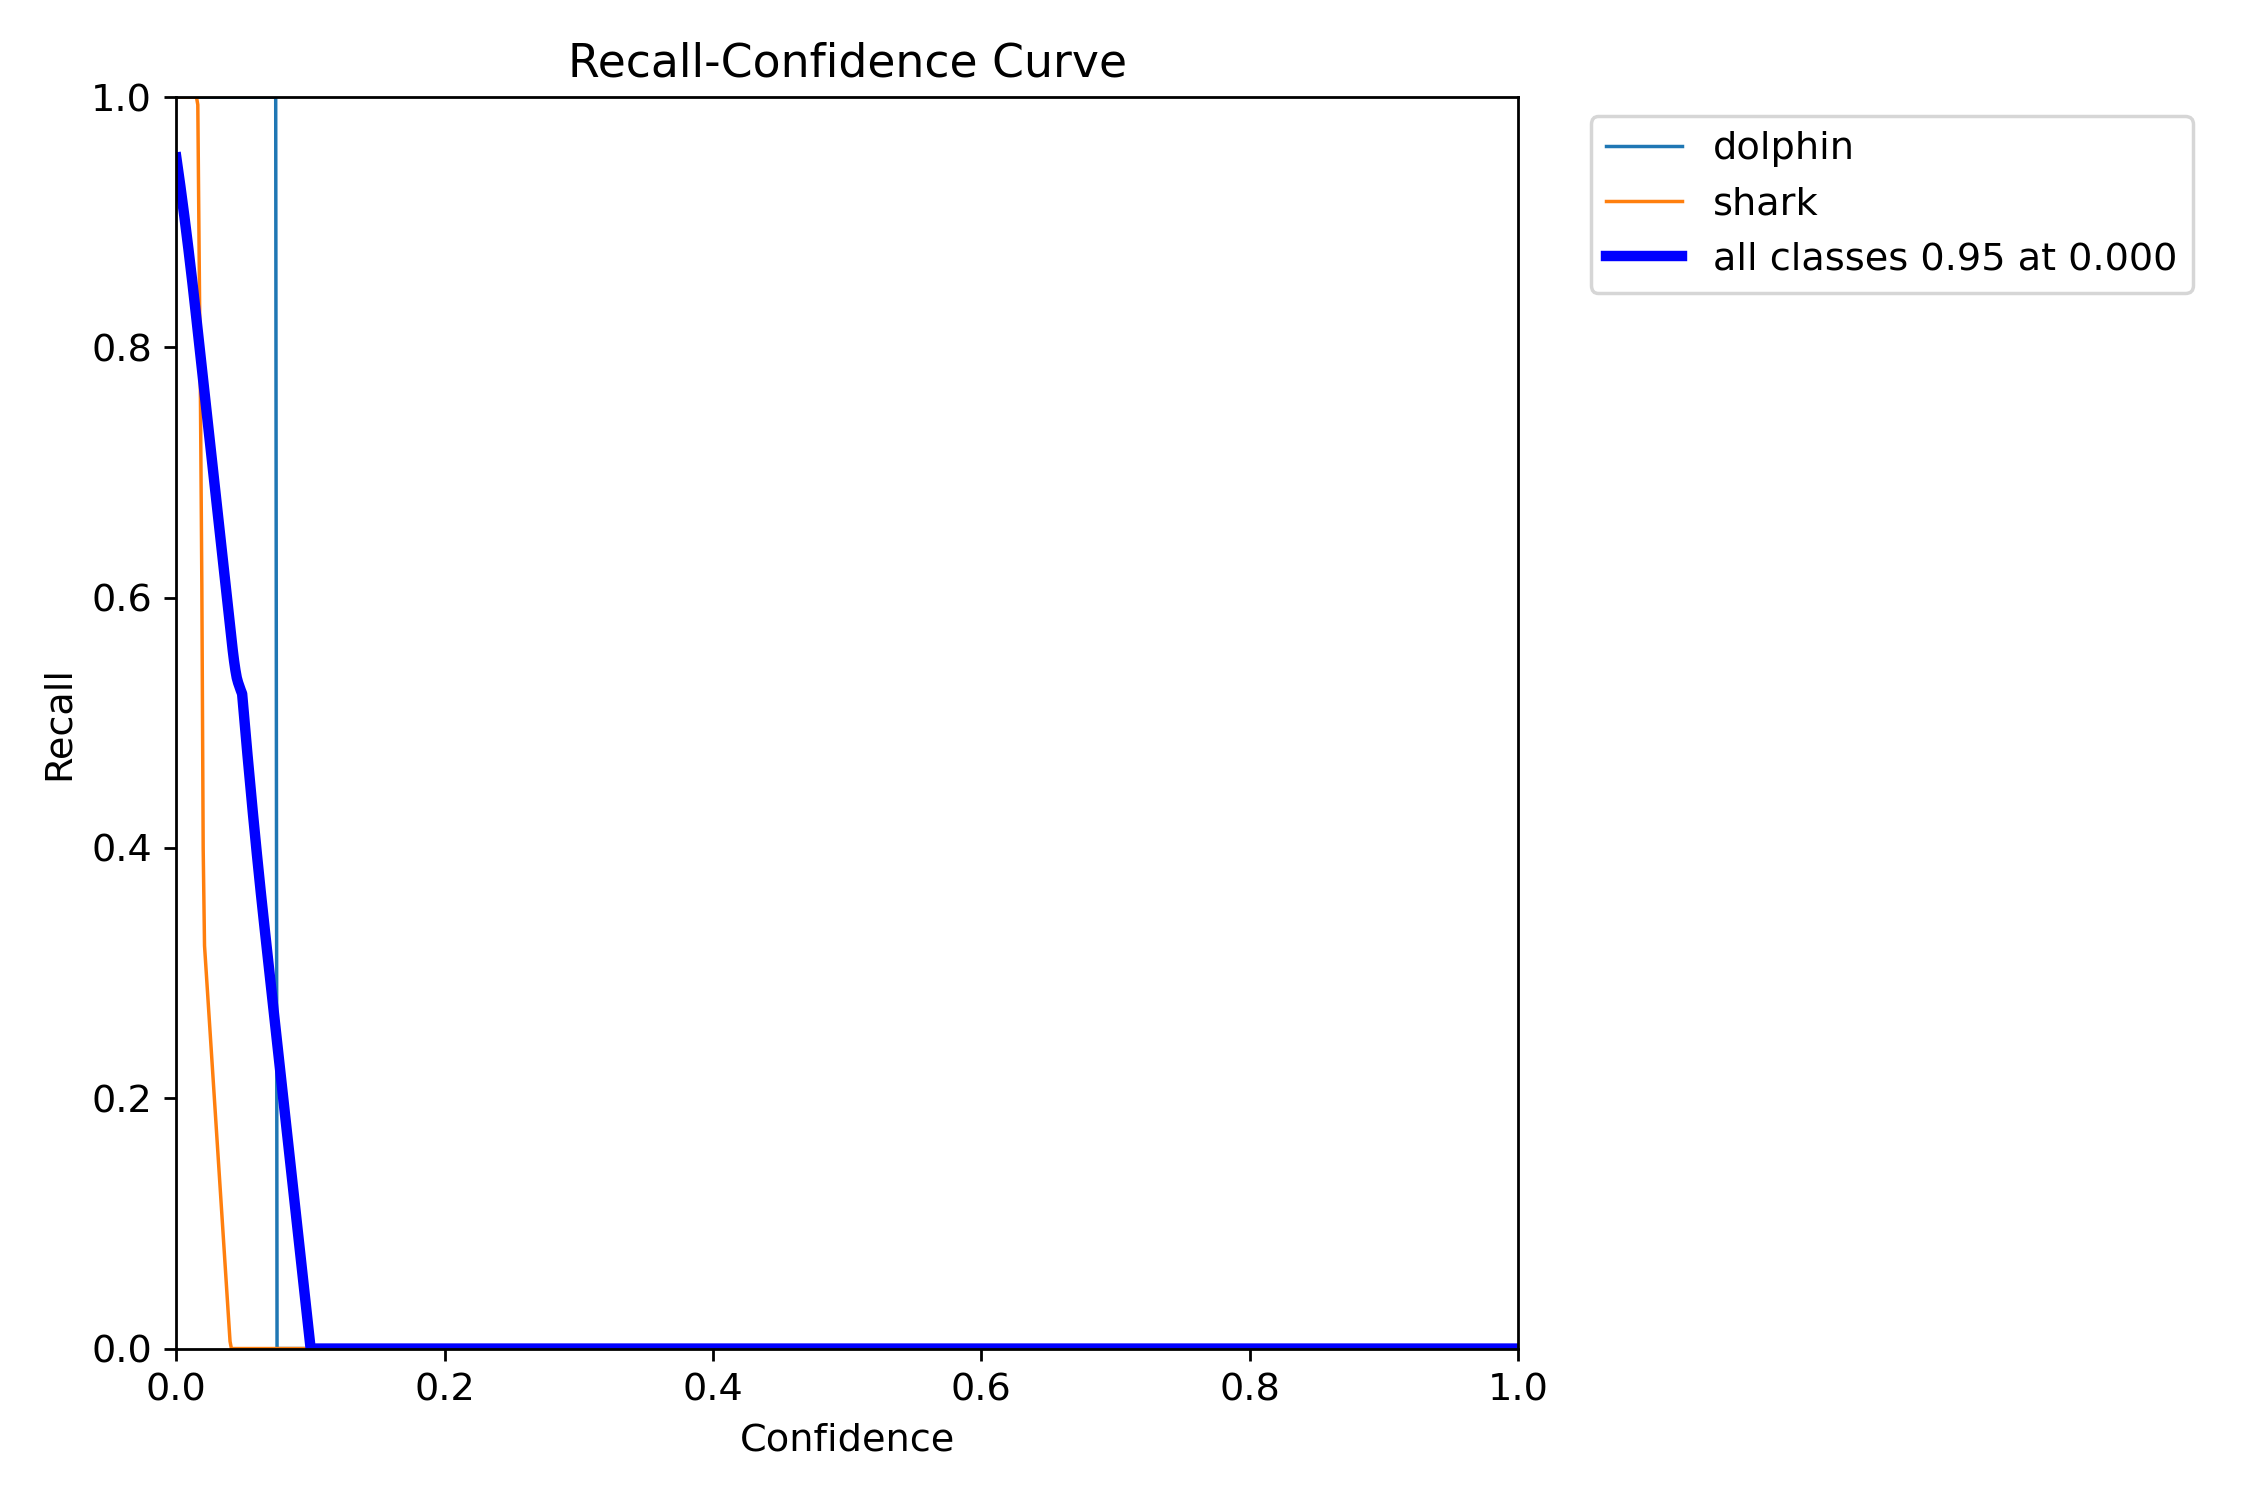 Recall-Confidence Curve
1.0
0.8
0.6
0.4
0.2
0.0
Recall
0.0 0.2 0.4 0.6 0.8 1.0
Confidence
dolphin
shark
all classes 0.95 at 0.000